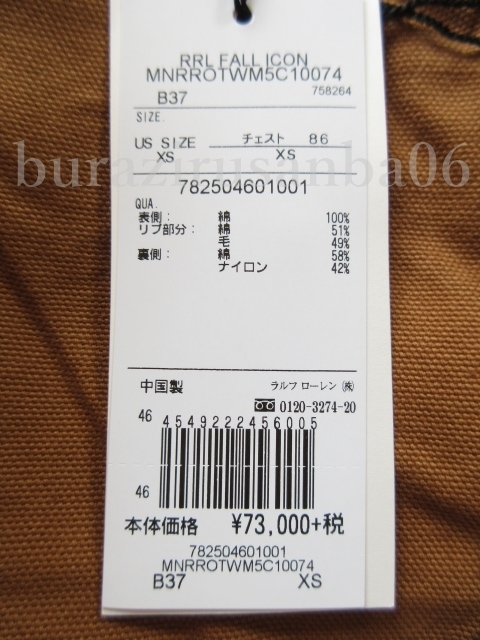 RRL FALL ICON
MNRROTWM5C10074
B37 758264
SIZE.
US SIZE チェスト 86
XS XS
burazirusanba06
782504601001
QUA.
表側: 綿 100%
リブ部分: 綿 51%
毛 49%
裏側: 綿 58%
ナイロン 42%
中国製 ラルフ ローレン ㈱
0120-3274-20
46 4549222456005
46
本体価格 ¥73,000+税
782504601001
MNRROTWM5C10074
B37 XS